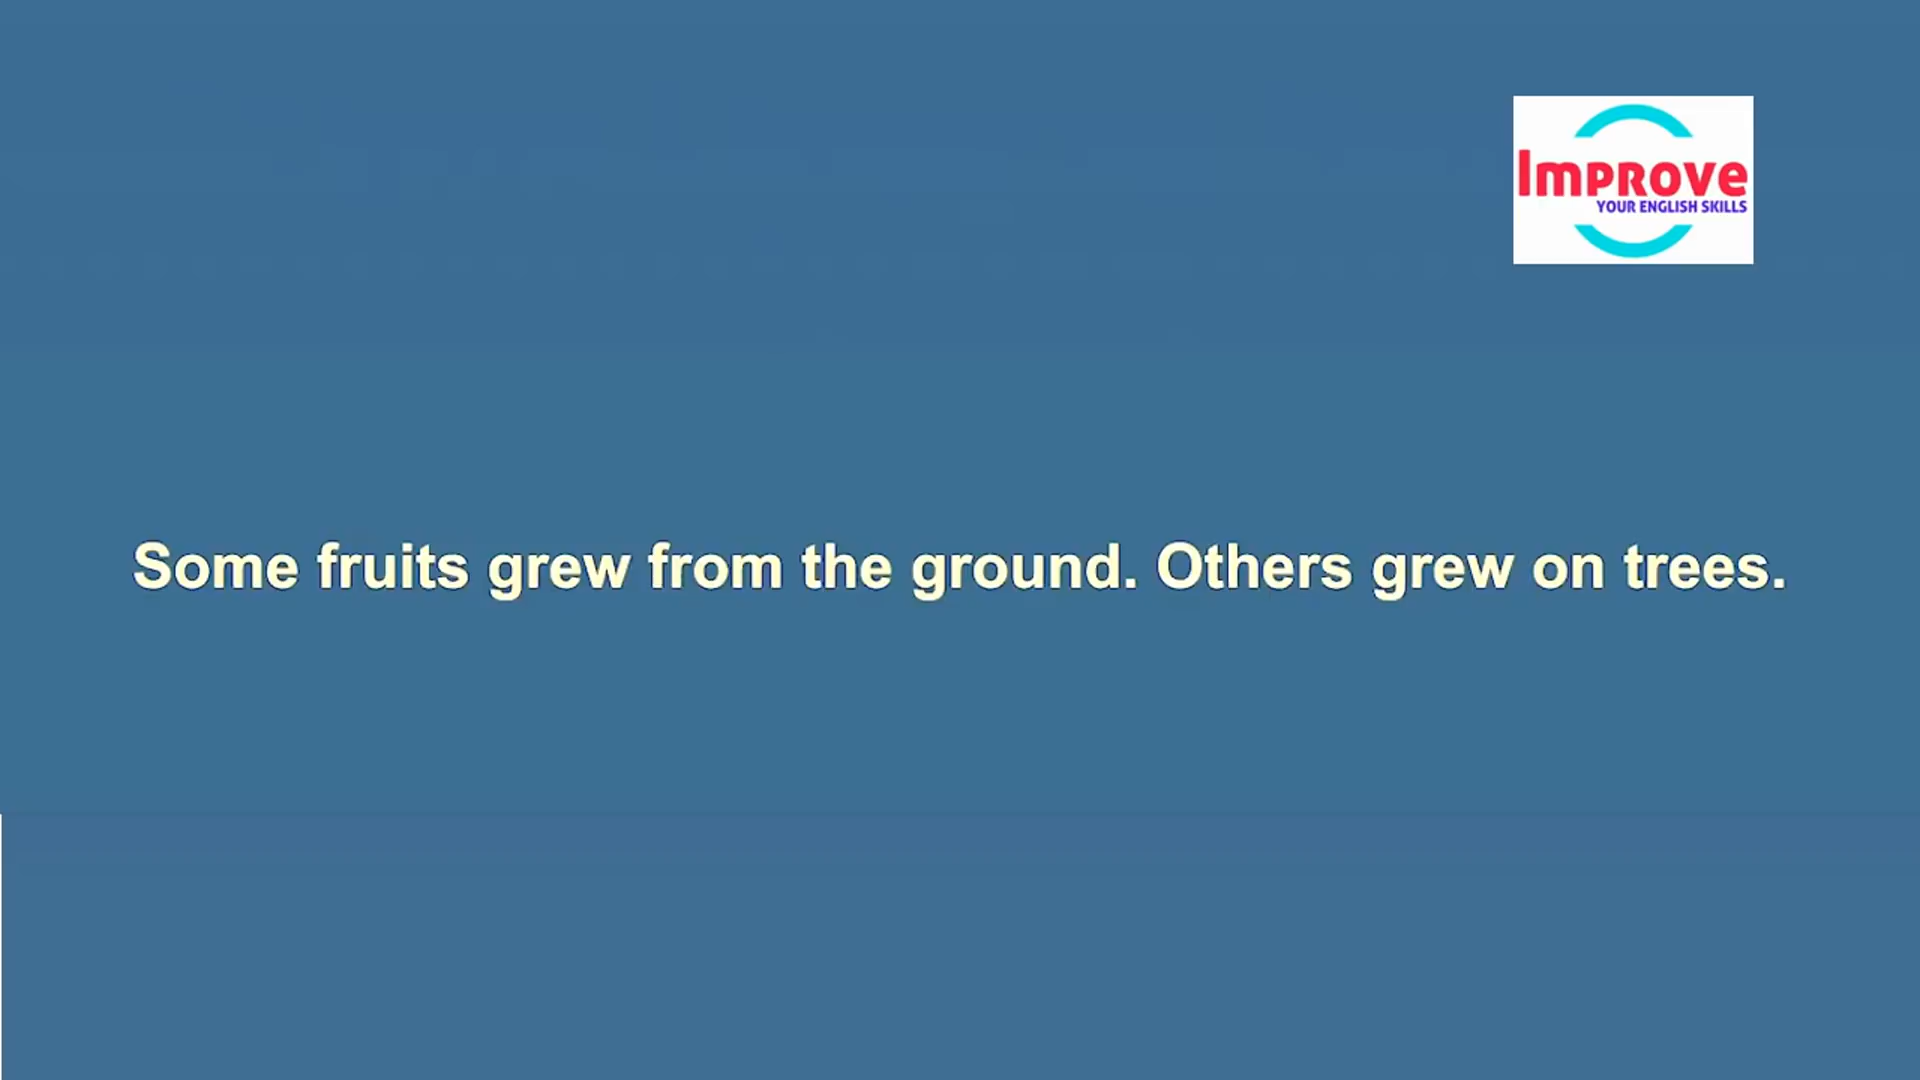 Improve
YOUR ENGLISH SKILLS
Some fruits grew from the ground. Others grew on trees.